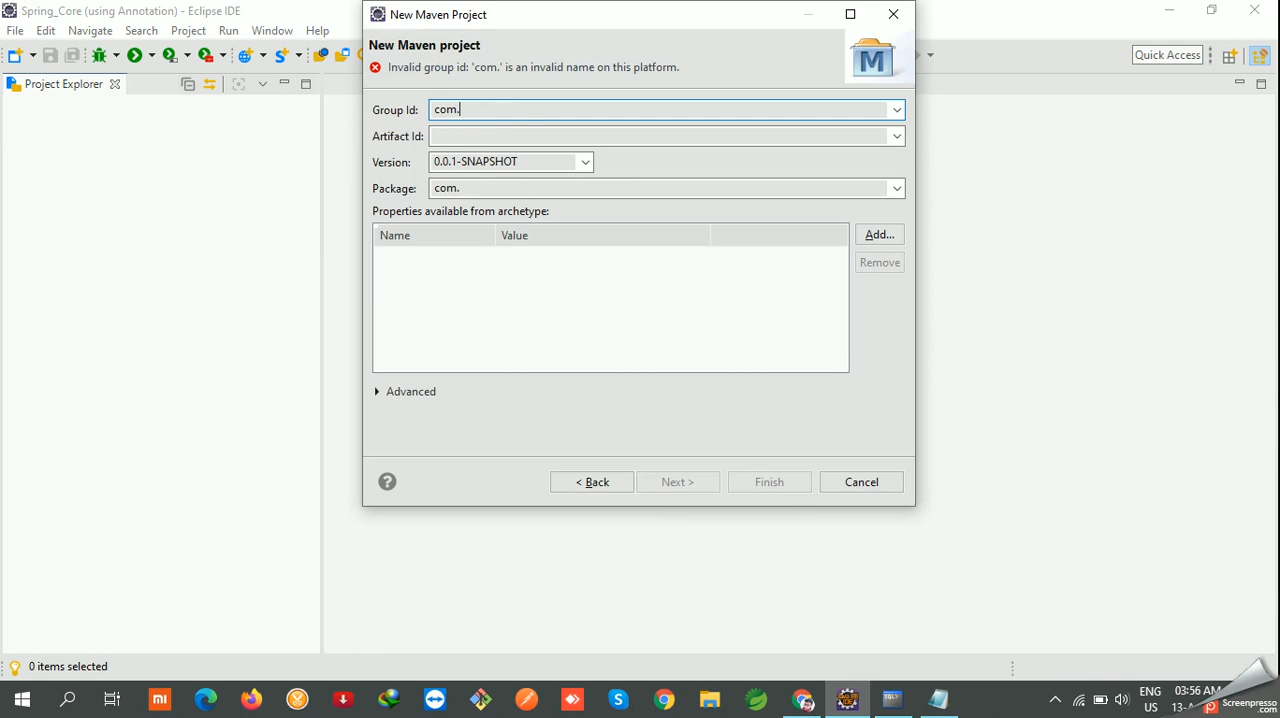 Spring_Core (using Annotation) - Eclipse IDE
New Maven Project
File Edit Navigate Search Project Run Window Help
New Maven project
Invalid group id: 'com.' is an invalid name on this platform.
Quick Access
Project Explorer
M
Group Id: com.
Artifact Id:
Version: 0.0.1-SNAPSHOT
Package: com.
Properties available from archetype:
Name Value
Add...
Remove
Advanced
? < Back Next > Finish Cancel
0 items selected
ENG 03:56 AM
US 13-
Screenpresso
.com